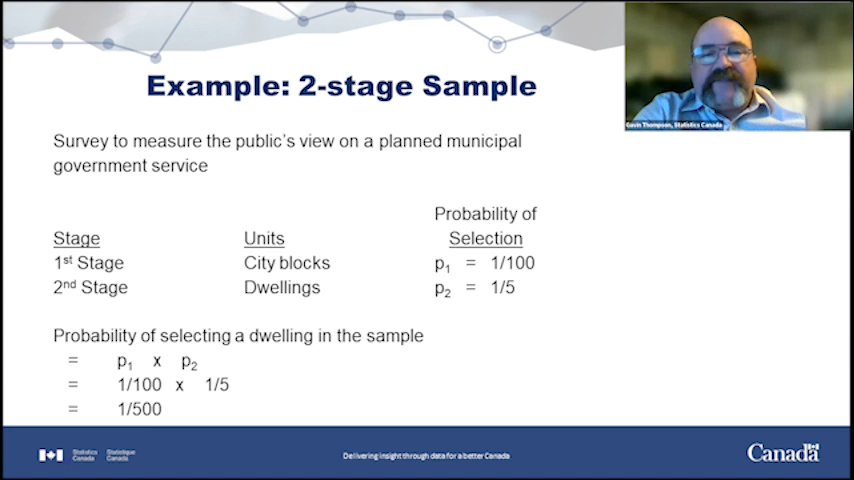 Example: 2-stage Sample
Gavin Thompson, Statistics Canada
Survey to measure the public's view on a planned municipal
government service
Probability of
Stage Units Selection
1st Stage City blocks p1 = 1/100
2nd Stage Dwellings p2 = 1/5
Probability of selecting a dwelling in the sample
= p1 x p2
= 1/100 x 1/5
= 1/500
Statistics Statistique
Canada Canada
Delivering insight through data for a better Canada
Canada